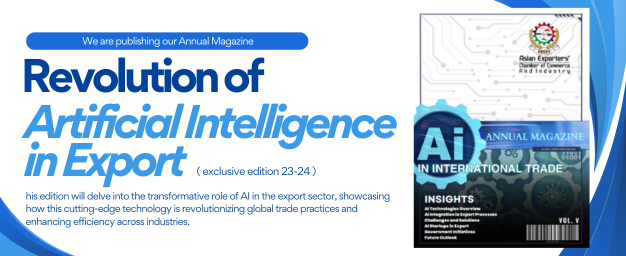 We are publishing our Annual Magazine
Revolution of
Artificial Intelligence
in Export
( exclusive edition 23-24 )
his edition will delve into the transformative role of AI in the export sector, showcasing
how this cutting-edge technology is revolutionizing global trade practices and
enhancing efficiency across industries.
Asian Exporters'
Chamber of Commerce
And Industry
Ai
ANNUAL MAGAZINE
01001
IN INTERNATIONAL TRADE
INSIGHTS
AI Technologies Overview
AI Integration in Export Processes
Challenges and Solutions
AI Startups in Export
Government Initiatives
Future Outlook
VOL. V